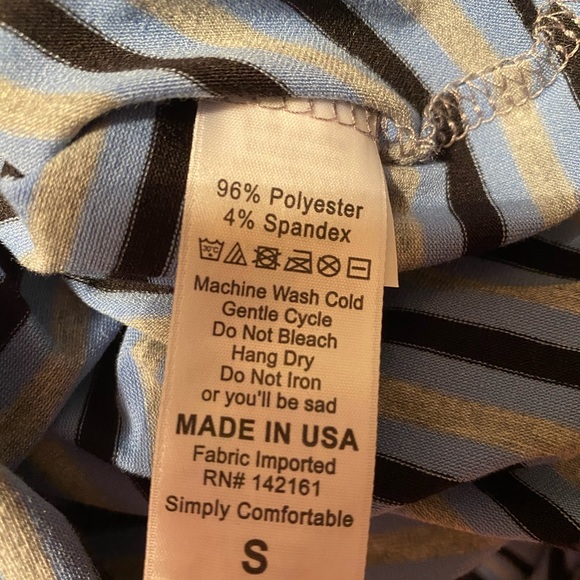 96% Polyester
4% Spandex
Machine Wash Cold
Gentle Cycle
Do Not Bleach
Hang Dry
Do Not Iron
or you'll be sad
MADE IN USA
Fabric Imported
RN# 142161
Simply Comfortable
S